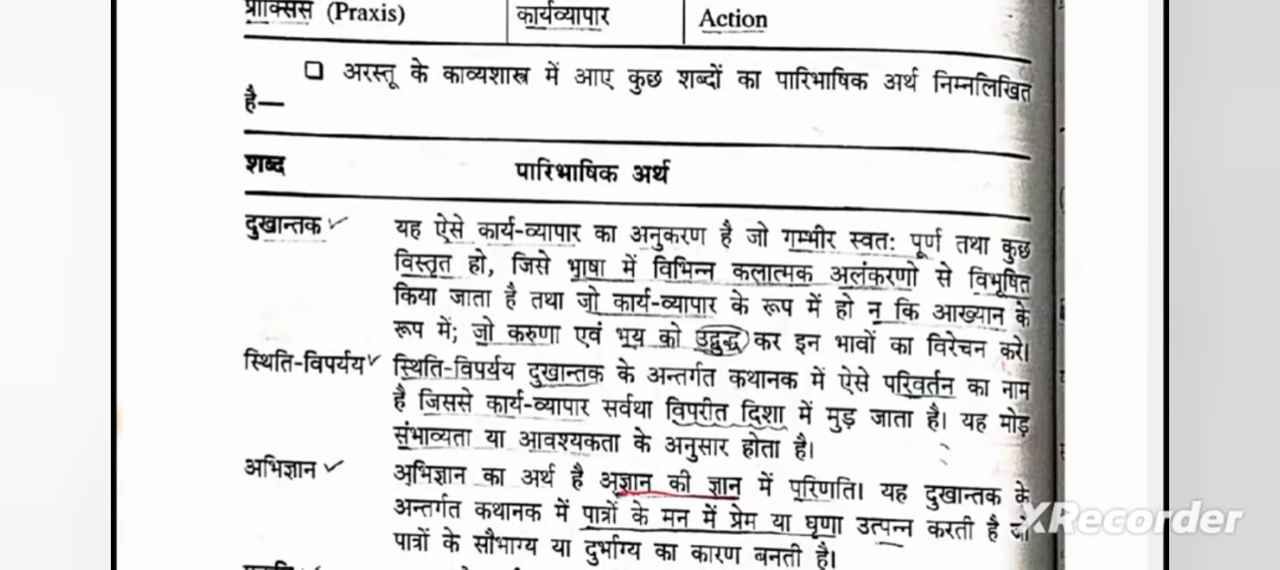 प्राक्सिस (Praxis) कार्यव्यापार Action
❑ अरस्तू के काव्यशास्त्र में आए कुछ शब्दों का पारिभाषिक अर्थ निम्नलिखित
है—
शब्द पारिभाषिक अर्थ
दुखान्तक ✓ यह ऐसे कार्य-व्यापार का अनुकरण है जो गम्भीर स्वतः पूर्ण तथा कुछ
विस्तृत हो, जिसे भाषा में विभिन्न कलात्मक अलंकरणो से विभूषित
किया जाता है तथा जो कार्य-व्यापार के रूप में हो न कि आख्यान के
रूप में; जो करुणा एवं भय को उद्बुद्ध कर इन भावों का विरेचन करे।
स्थिति-विपर्यय ✓ स्थिति-विपर्यय दुखान्तक के अन्तर्गत कथानक में ऐसे परिवर्तन का नाम
है जिससे कार्य-व्यापार सर्वथा विपरीत दिशा में मुड़ जाता है। यह मोड़
संभाव्यता या आवश्यकता के अनुसार होता है।
अभिज्ञान ✓ अभिज्ञान का अर्थ है अज्ञान की ज्ञान में परिणति। यह दुखान्तक के
अन्तर्गत कथानक में पात्रों के मन में प्रेम या घृणा उत्पन्न करती है जो
पात्रों के सौभाग्य या दुर्भाग्य का कारण बनती है।
XRecorder